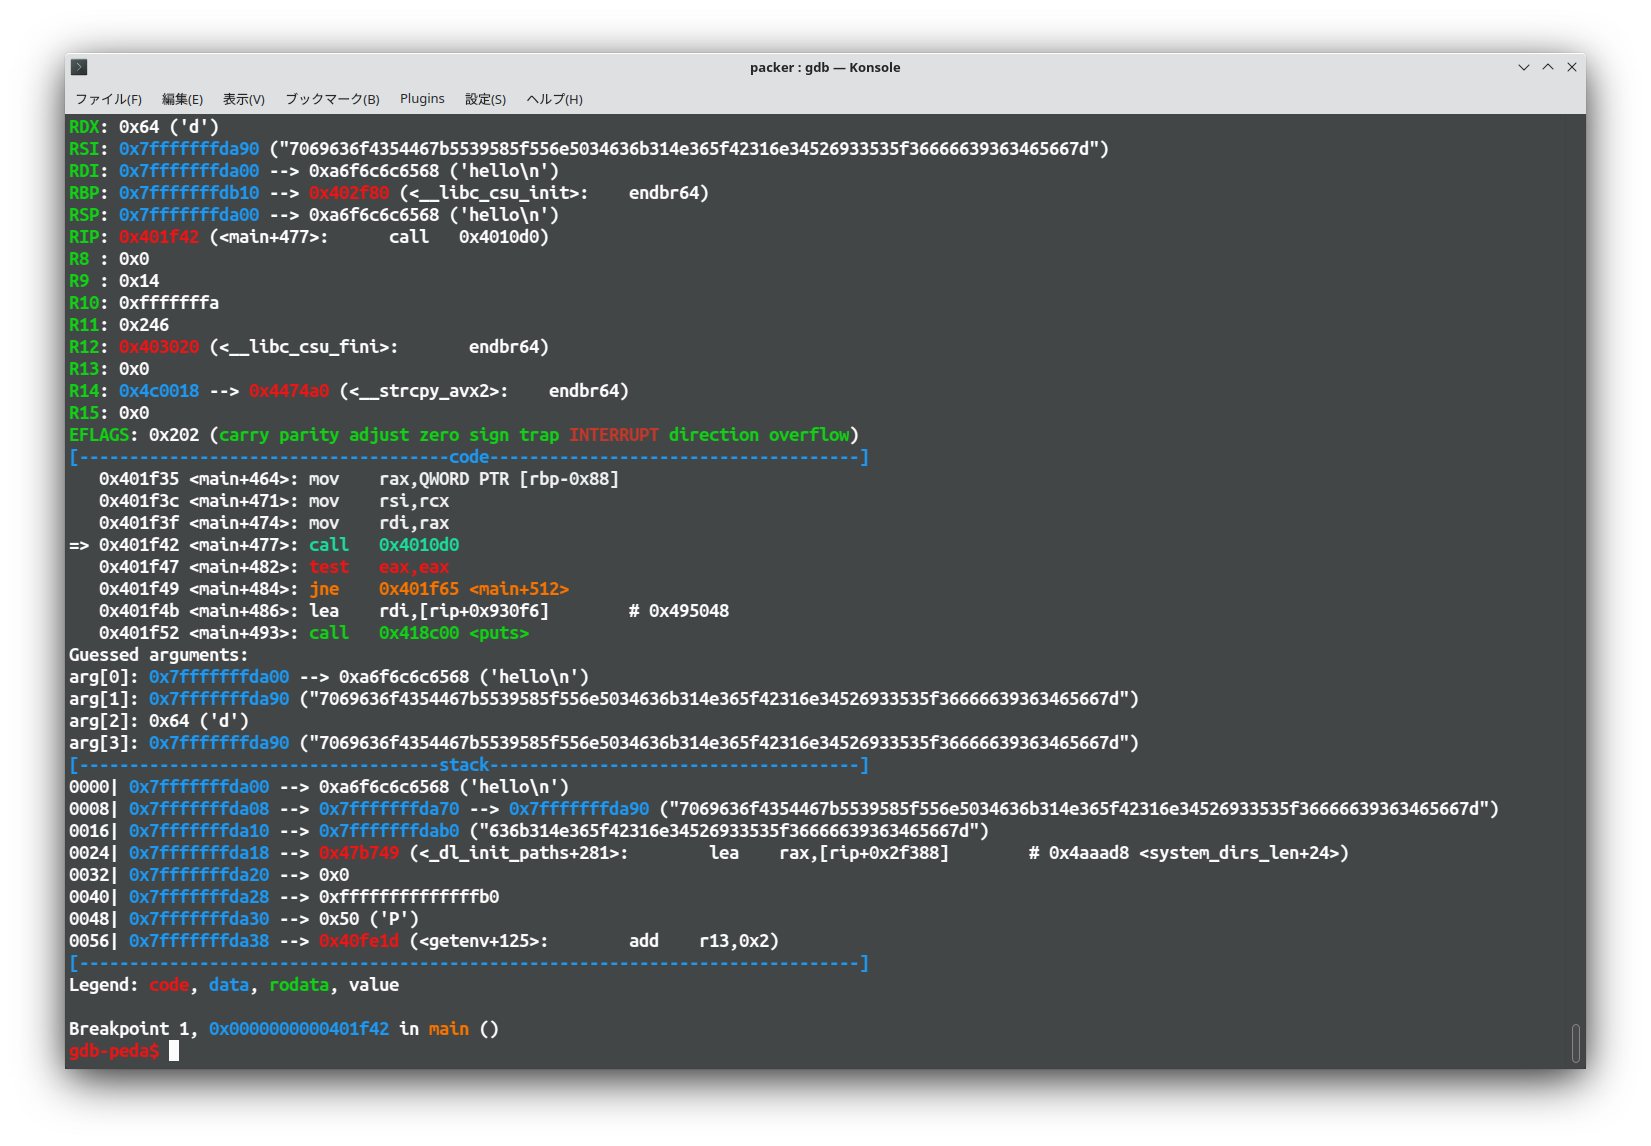 packer : gdb — Konsole
ファイル(F) 編集(E) 表示(V) ブックマーク(B) Plugins 設定(S) ヘルプ(H)
RDX: 0x64 ('d')
RSI: 0x7fffffffda90 ("7069636f4354467b5539585f556e5034636b314e365f42316e34526933535f36666639363465667d")
RDI: 0x7fffffffda00 --> 0xa6f6c6c6568 ('hello\n')
RBP: 0x7fffffffdb10 --> 0x402f80 (<__libc_csu_init>:    endbr64)
RSP: 0x7fffffffda00 --> 0xa6f6c6c6568 ('hello\n')
RIP: 0x401f42 (<main+477>:      call   0x4010d0)
R8 : 0x0
R9 : 0x14
R10: 0xfffffffa
R11: 0x246
R12: 0x403020 (<__libc_csu_fini>:       endbr64)
R13: 0x0
R14: 0x4c0018 --> 0x4474a0 (<__strcpy_avx2>:    endbr64)
R15: 0x0
EFLAGS: 0x202 (carry parity adjust zero sign trap INTERRUPT direction overflow)
[-------------------------------------code-------------------------------------]
   0x401f35 <main+464>: mov    rax,QWORD PTR [rbp-0x88]
   0x401f3c <main+471>: mov    rsi,rcx
   0x401f3f <main+474>: mov    rdi,rax
=> 0x401f42 <main+477>: call   0x4010d0
   0x401f47 <main+482>: test   eax,eax
   0x401f49 <main+484>: jne    0x401f65 <main+512>
   0x401f4b <main+486>: lea    rdi,[rip+0x930f6]        # 0x495048
   0x401f52 <main+493>: call   0x418c00 <puts>
Guessed arguments:
arg[0]: 0x7fffffffda00 --> 0xa6f6c6c6568 ('hello\n')
arg[1]: 0x7fffffffda90 ("7069636f4354467b5539585f556e5034636b314e365f42316e34526933535f36666639363465667d")
arg[2]: 0x64 ('d')
arg[3]: 0x7fffffffda90 ("7069636f4354467b5539585f556e5034636b314e365f42316e34526933535f36666639363465667d")
[------------------------------------stack-------------------------------------]
0000| 0x7fffffffda00 --> 0xa6f6c6c6568 ('hello\n')
0008| 0x7fffffffda08 --> 0x7fffffffda70 --> 0x7fffffffda90 ("7069636f4354467b5539585f556e5034636b314e365f42316e34526933535f36666639363465667d")
0016| 0x7fffffffda10 --> 0x7fffffffdab0 ("636b314e365f42316e34526933535f36666639363465667d")
0024| 0x7fffffffda18 --> 0x47b749 (<_dl_init_paths+281>:        lea    rax,[rip+0x2f388]        # 0x4aaad8 <system_dirs_len+24>)
0032| 0x7fffffffda20 --> 0x0
0040| 0x7fffffffda28 --> 0xffffffffffffffb0
0048| 0x7fffffffda30 --> 0x50 ('P')
0056| 0x7fffffffda38 --> 0x40fe1d (<getenv+125>:        add    r13,0x2)
[------------------------------------------------------------------------------]
Legend: code, data, rodata, value
Breakpoint 1, 0x0000000000401f42 in main ()
gdb-peda$